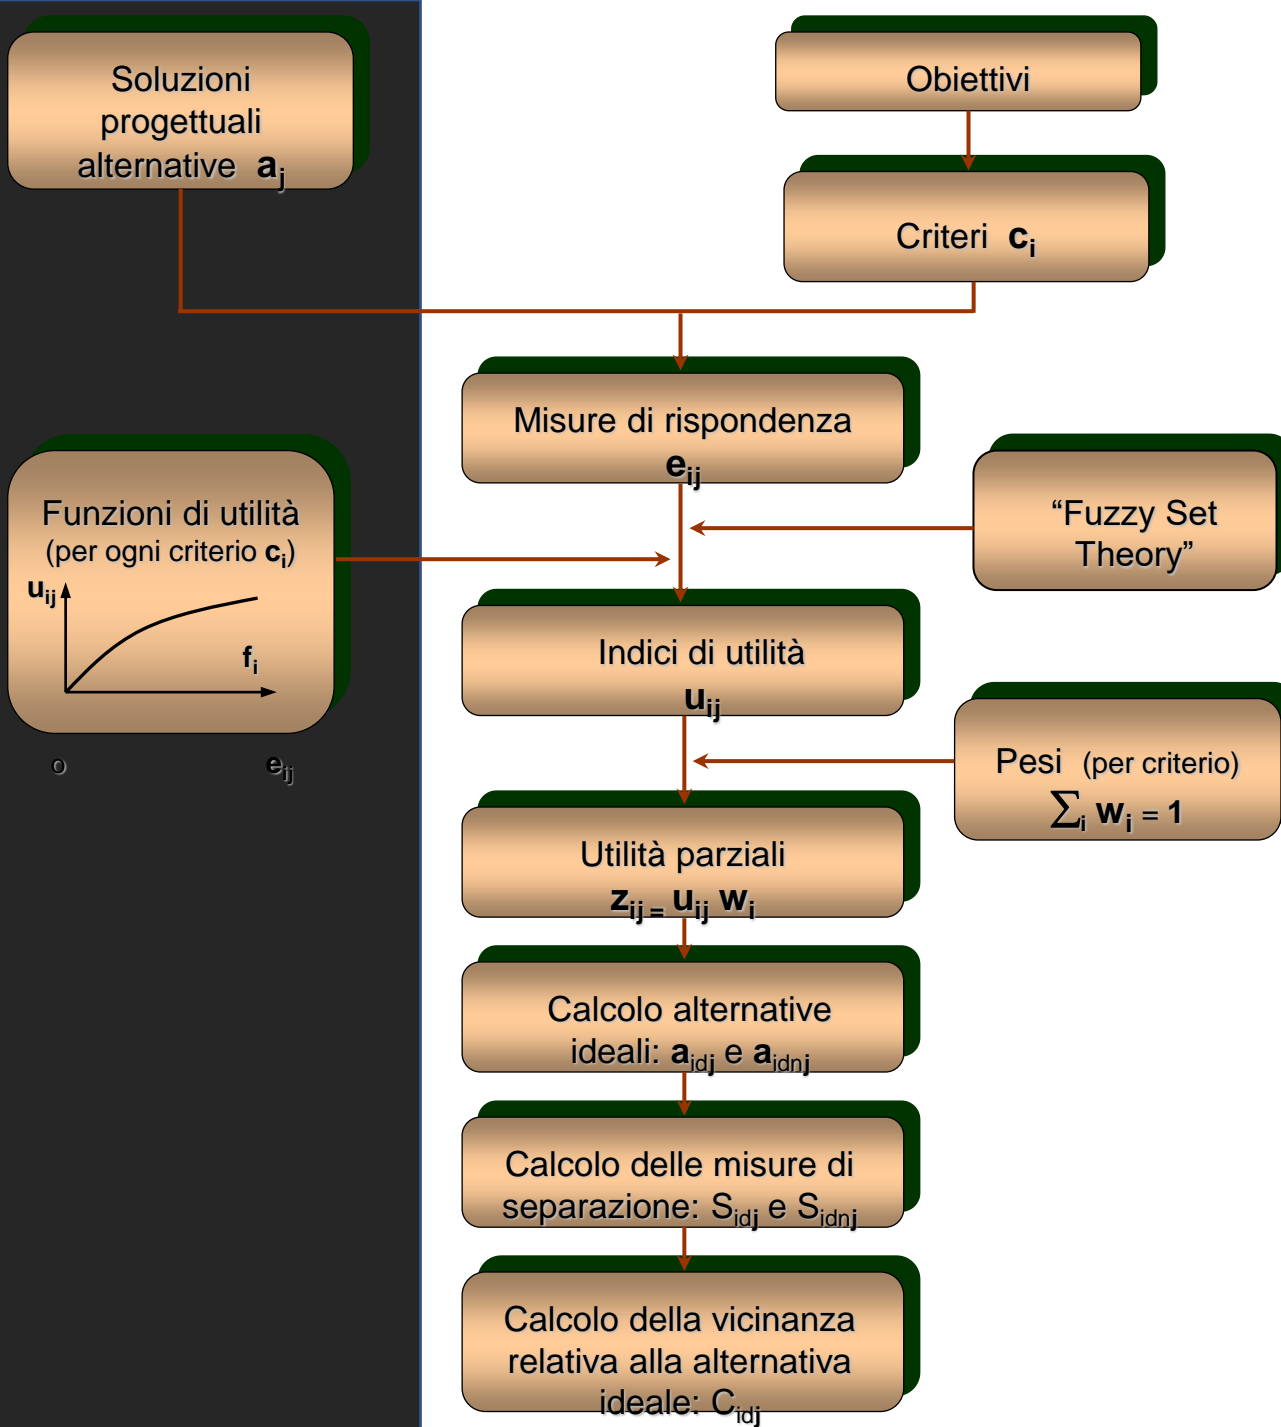 Soluzioni
progettuali
alternative aj
Obiettivi
Criteri ci
Misure di rispondenza
eij
Funzioni di utilità
(per ogni criterio ci)
uij
fi
o
eij
“Fuzzy Set
Theory”
Indici di utilità
uij
Pesi (per criterio)
∑i wi = 1
Utilità parziali
zij = uij wi
Calcolo alternative
ideali: aidj e aidnj
Calcolo delle misure di
separazione: Sidj e Sidnj
Calcolo della vicinanza
relativa alla alternativa
ideale: Cidj